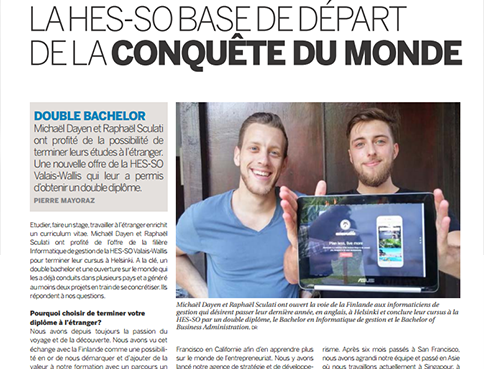 LA HES-SO BASE DE DÉPART
DE LA CONQUÊTE DU MONDE
DOUBLE BACHELOR
Michaël Dayen et Raphaël Sculati
ont profité de la possibilité de
terminer leurs études à l'étranger.
Une nouvelle offre de la HES-SO
Valais-Wallis qui leur a permis
d'obtenir un double diplôme.
PIERRE MAYORAZ
Etudier, faire un stage, travailler à l'étranger enrichit
un curriculum vitae. Michaël Dayen et Raphaël
Sculati ont profité de l'offre de la filière
Informatique de gestion de la HES-SO Valais-Wallis
pour terminer leur cursus à Helsinki. A la clé, un
double bachelor et une ouverture sur le monde qui
les a déjà conduits dans plusieurs pays et a généré
au moins deux projets en train de se concrétiser. Ils
répondent à nos questions.
Pourquoi choisir de terminer votre
diplôme à l'étranger?
Nous avons depuis toujours la passion du
voyage et de la découverte. Nous avons vu cet
échange avec la Finlande comme une possibili-
té en or de nous démarquer et d'ajouter de la
valeur à notre formation avec un parcours un
ASUS
Michaël Dayen et Raphaël Sculati ont ouvert la voie de la Finlande aux informaticiens de
gestion qui désirent passer leur dernière année, en anglais, à Helsinki et conclure leur cursus à la
HES-SO par un double diplôme, le Bachelor en Informatique de gestion et le Bachelor of
Business Administration. DR
Francisco en Californie afin d'en apprendre plus
sur le monde de l'entrepreneuriat. Nous y avons
lancé notre agence de stratégie et de développe-
risme. Après six mois passés à San Francisco,
nous avons agrandi notre équipe et passé en Asie
où nous travaillons actuellement à Singapour, à